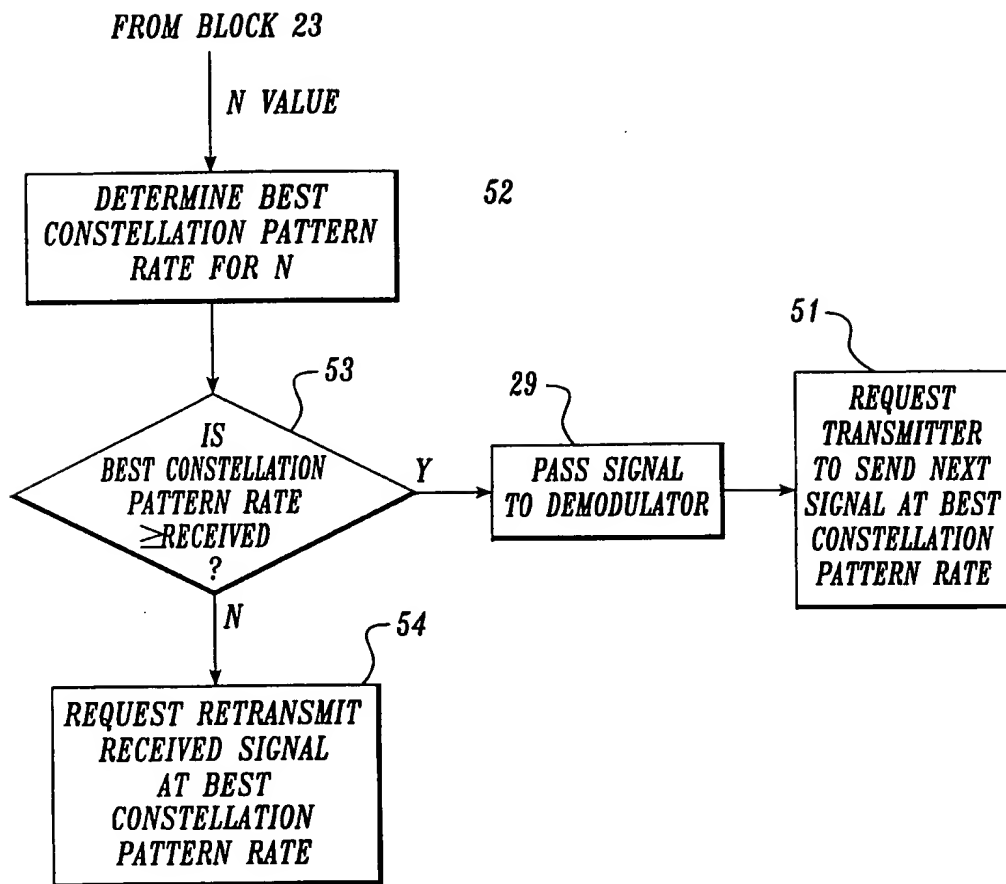 FROM BLOCK 23
N VALUE
DETERMINE BEST
CONSTELLATION PATTERN
RATE FOR N
52
53
IS
BEST CONSTELLATION
PATTERN RATE
≥RECEIVED
?
Y
N
29
PASS SIGNAL
TO DEMODULATOR
51
REQUEST
TRANSMITTER
TO SEND NEXT
SIGNAL AT BEST
CONSTELLATION
PATTERN RATE
54
REQUEST RETRANSMIT
RECEIVED SIGNAL
AT BEST
CONSTELLATION
PATTERN RATE